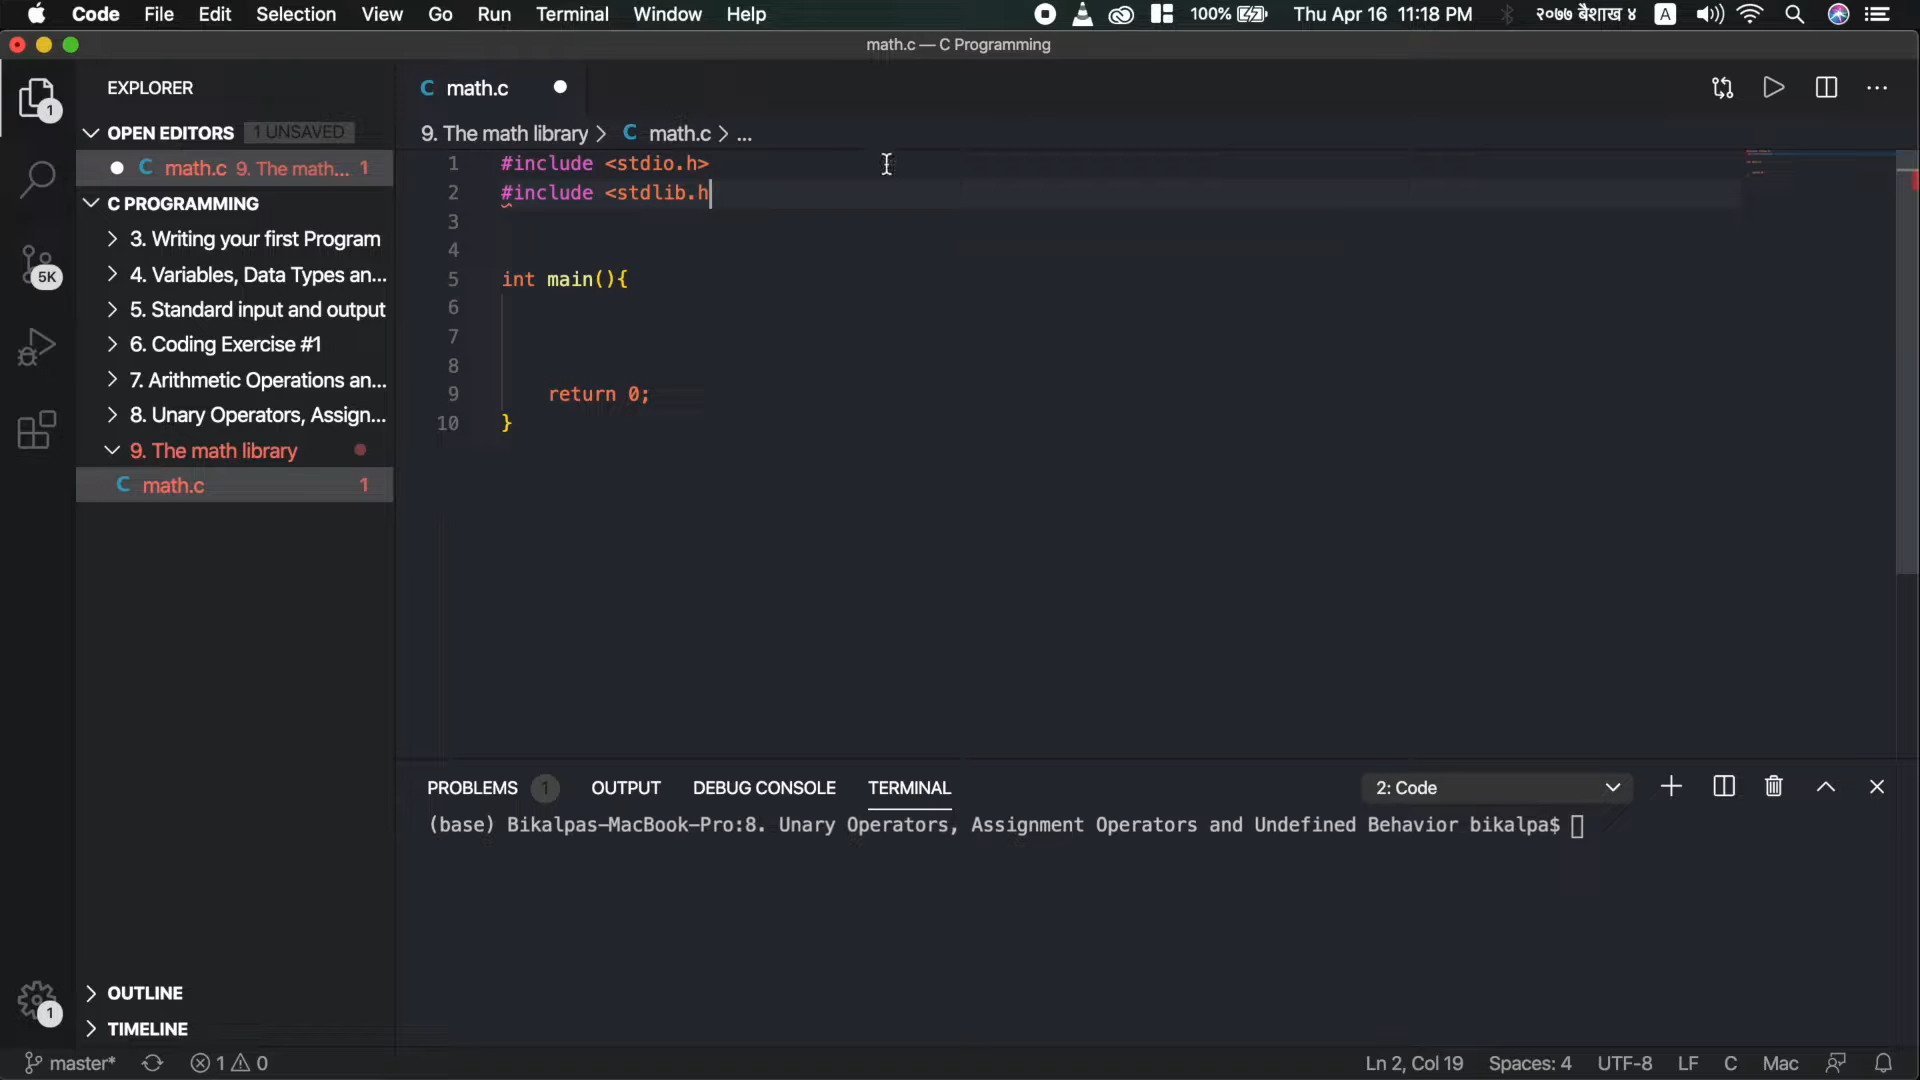 Code File Edit Selection View Go Run Terminal Window Help 100% Thu Apr 16 11:18 PM २०७७ बैशाख ४ A
math.c — C Programming
EXPLORER
1
OPEN EDITORS 1 UNSAVED
C math.c 9. The math... 1
C PROGRAMMING
3. Writing your first Program
4. Variables, Data Types an...
5K
5. Standard input and output
6. Coding Exercise #1
7. Arithmetic Operations an...
8. Unary Operators, Assign...
9. The math library
C math.c 1
OUTLINE
1
TIMELINE
C math.c
9. The math library > C math.c > ...
1 #include <stdio.h>
2 #include <stdlib.h
3
4
5 int main(){
6
7
8
9 return 0;
10 }
PROBLEMS 1 OUTPUT DEBUG CONSOLE TERMINAL 2: Code
(base) Bikalpas-MacBook-Pro:8. Unary Operators, Assignment Operators and Undefined Behavior bikalpa$
master* 1 0 Ln 2, Col 19 Spaces: 4 UTF-8 LF C Mac